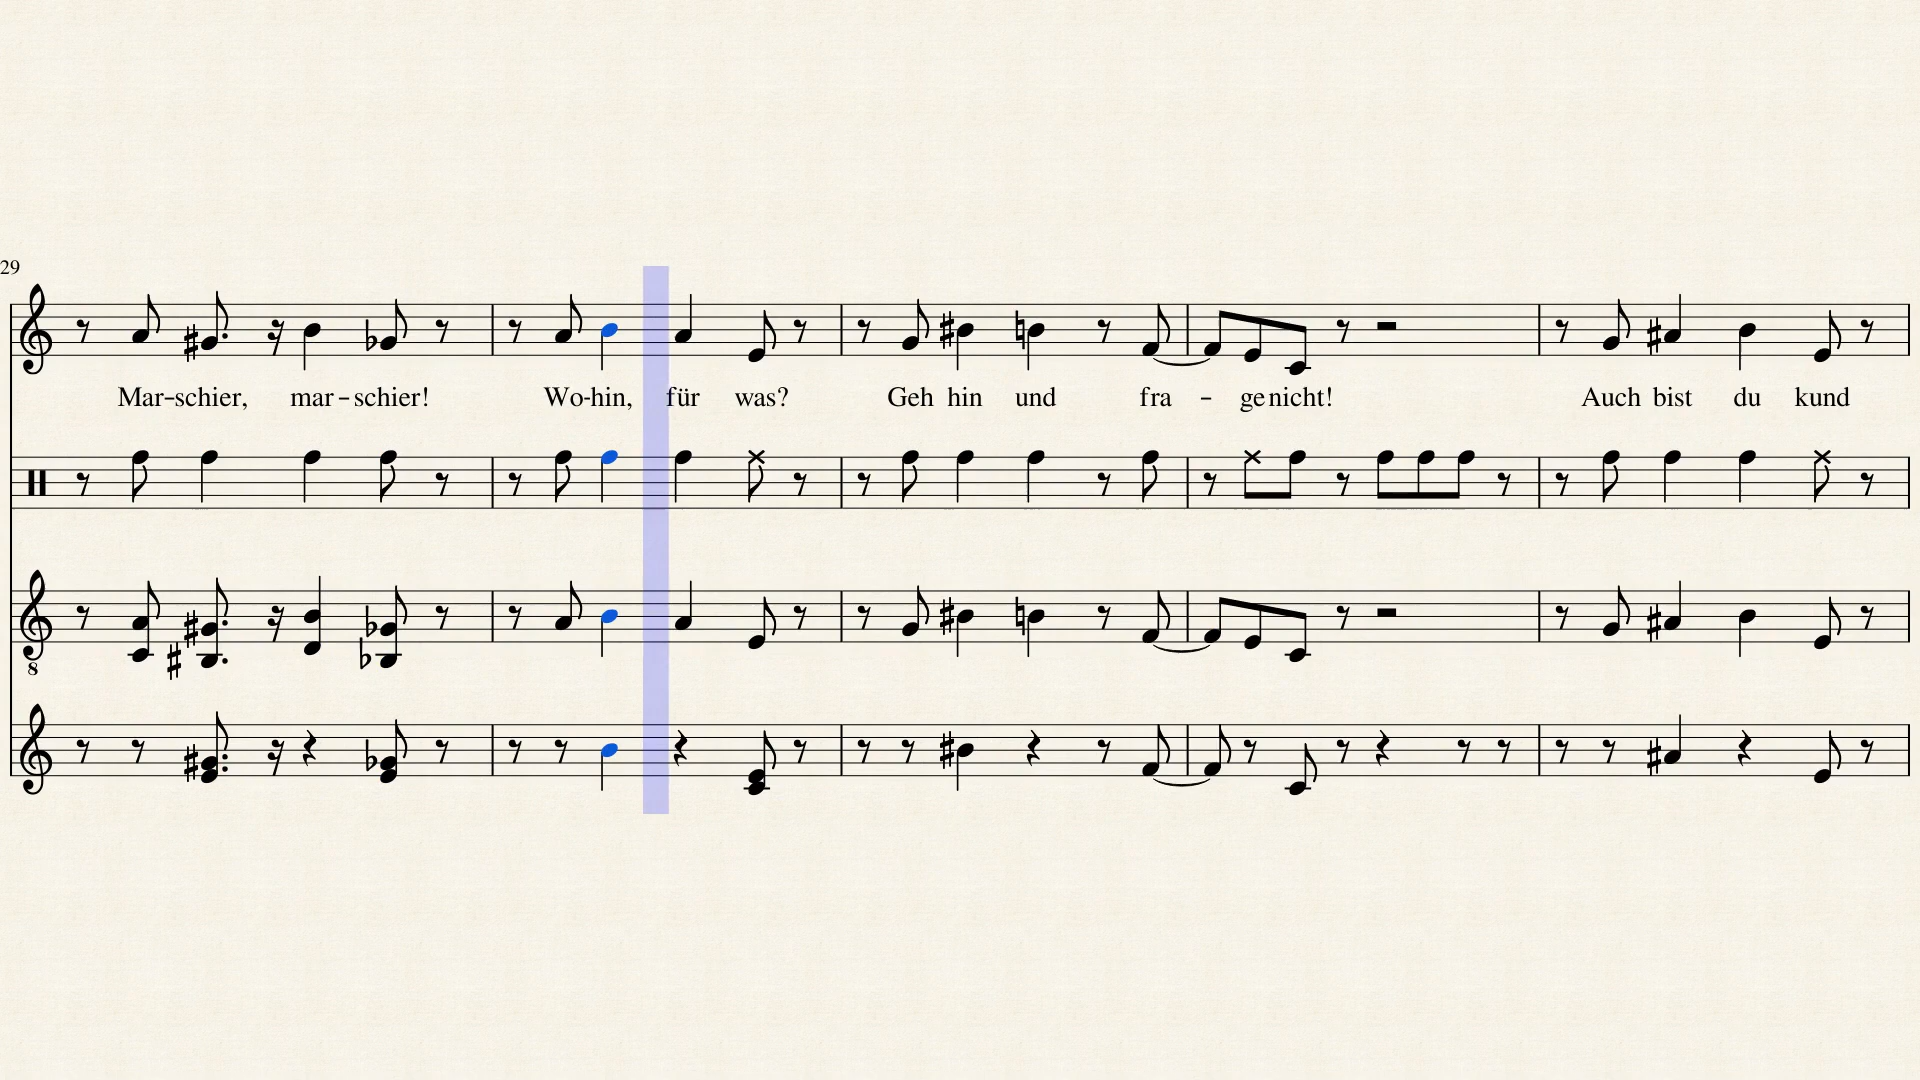 29
Mar-schier, mar-schier! Wo-hin, für was? Geh hin und fra - ge nicht! Auch bist du kund
8